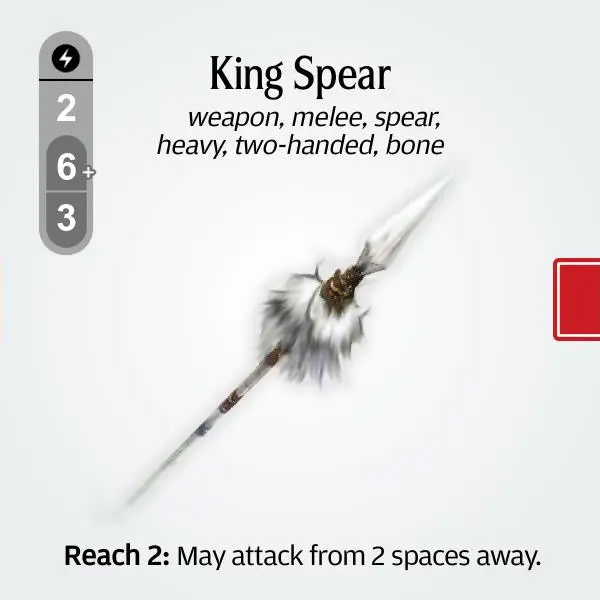 King Spear
weapon, melee, spear,
heavy, two-handed, bone
2
6+
3
Reach 2: May attack from 2 spaces away.